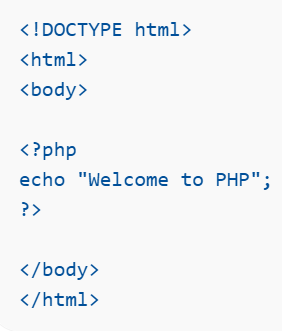 <!DOCTYPE html>
<html>
<body>

<?php
echo "Welcome to PHP";
?>

</body>
</html>